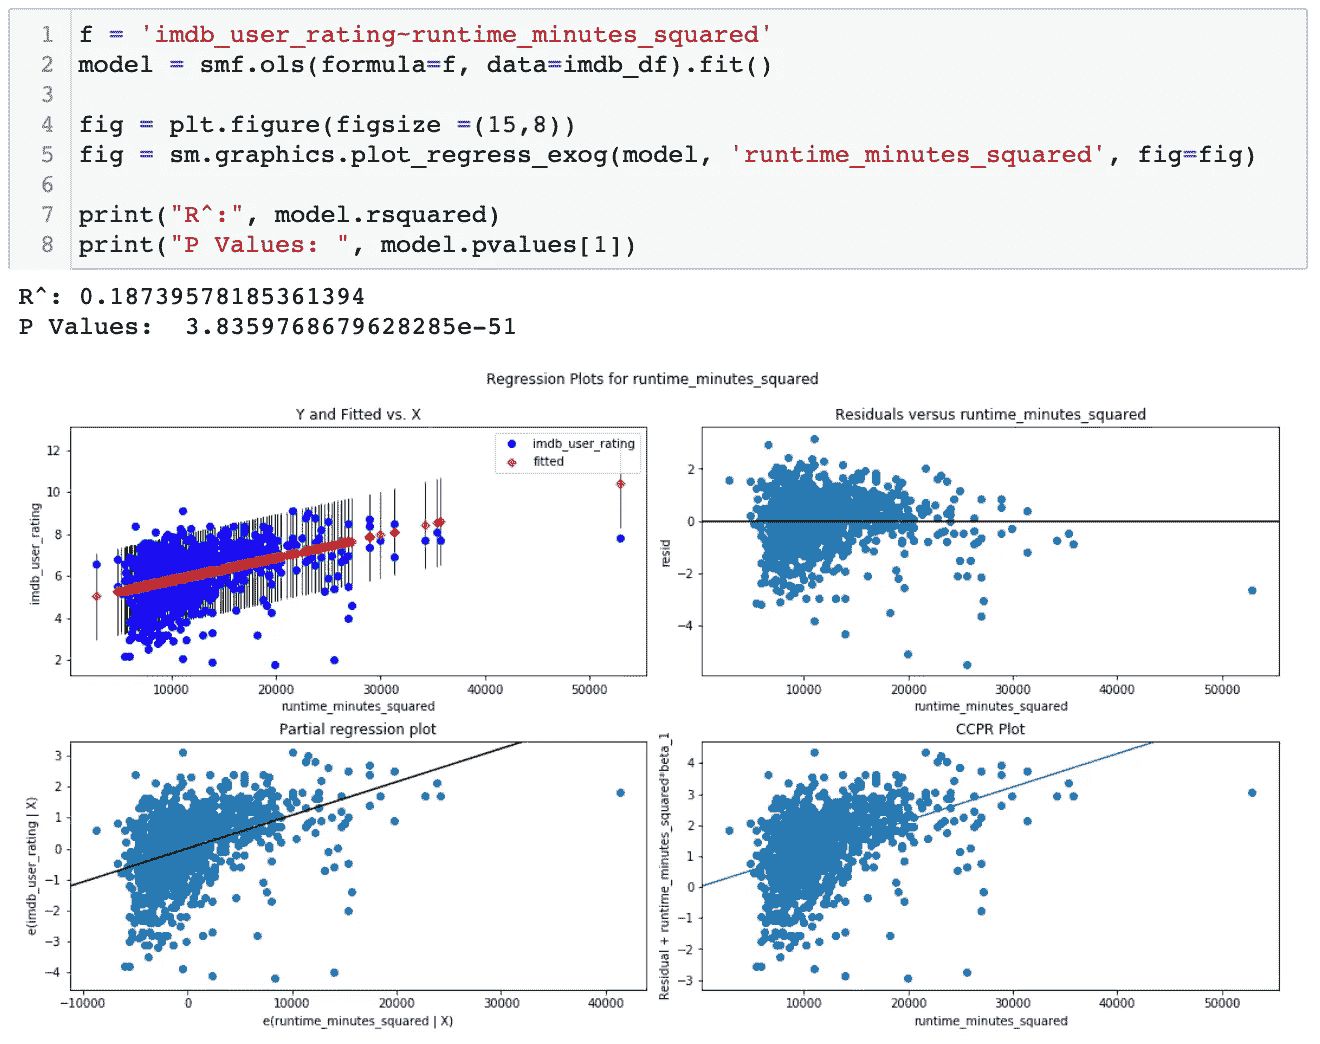 1 f = 'imdb_user_rating~runtime_minutes_squared'
2 model = smf.ols(formula=f, data=imdb_df).fit()
3
4 fig = plt.figure(figsize =(15,8))
5 fig = sm.graphics.plot_regress_exog(model, 'runtime_minutes_squared', fig=fig)
6
7 print("R^:", model.rsquared)
8 print("P Values: ", model.pvalues[1])
R^: 0.18739578185361394
P Values:  3.8359768679628285e-51
Regression Plots for runtime_minutes_squared
Y and Fitted vs. X
imdb_user_rating
fitted
12
10
8
6
4
2
imdb_user_rating
10000 20000 30000 40000 50000
runtime_minutes_squared
Residuals versus runtime_minutes_squared
2
0
−2
−4
resid
10000 20000 30000 40000 50000
runtime_minutes_squared
Partial regression plot
3
2
1
0
−1
−2
−3
−4
e(imdb_user_rating | X)
−10000 0 10000 20000 30000 40000
e(runtime_minutes_squared | X)
CCPR Plot
4
3
2
1
0
−1
−2
−3
Residual + runtime_minutes_squared*beta_1
10000 20000 30000 40000 50000
runtime_minutes_squared